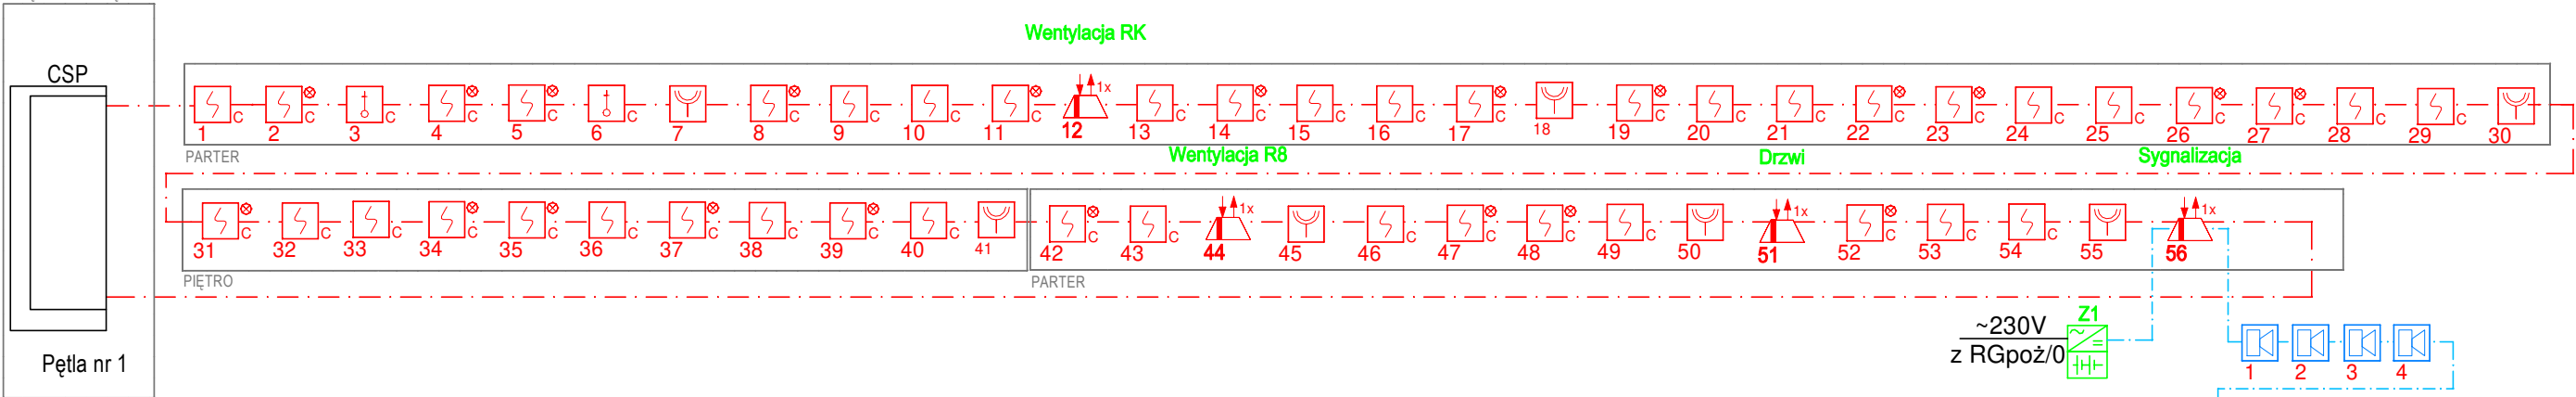 Wentylacja RK
CSP
1x
C C C C C C C C C C C C C C C C C C C C C C C C C C
1 2 3 4 5 6 7 8 9 10 11 12 13 14 15 16 17 18 19 20 21 22 23 24 25 26 27 28 29 30
PARTER
Wentylacja R8 Drzwi Sygnalizacja
1x 1x 1x
C C C C C C C C C C C C C C C C C C C
31 32 33 34 35 36 37 38 39 40 41 42 43 44 45 46 47 48 49 50 51 52 53 54 55 56
PIĘTRO
PARTER
Z1
~230V
z RGpoż/0
Pętla nr 1
1 2 3 4